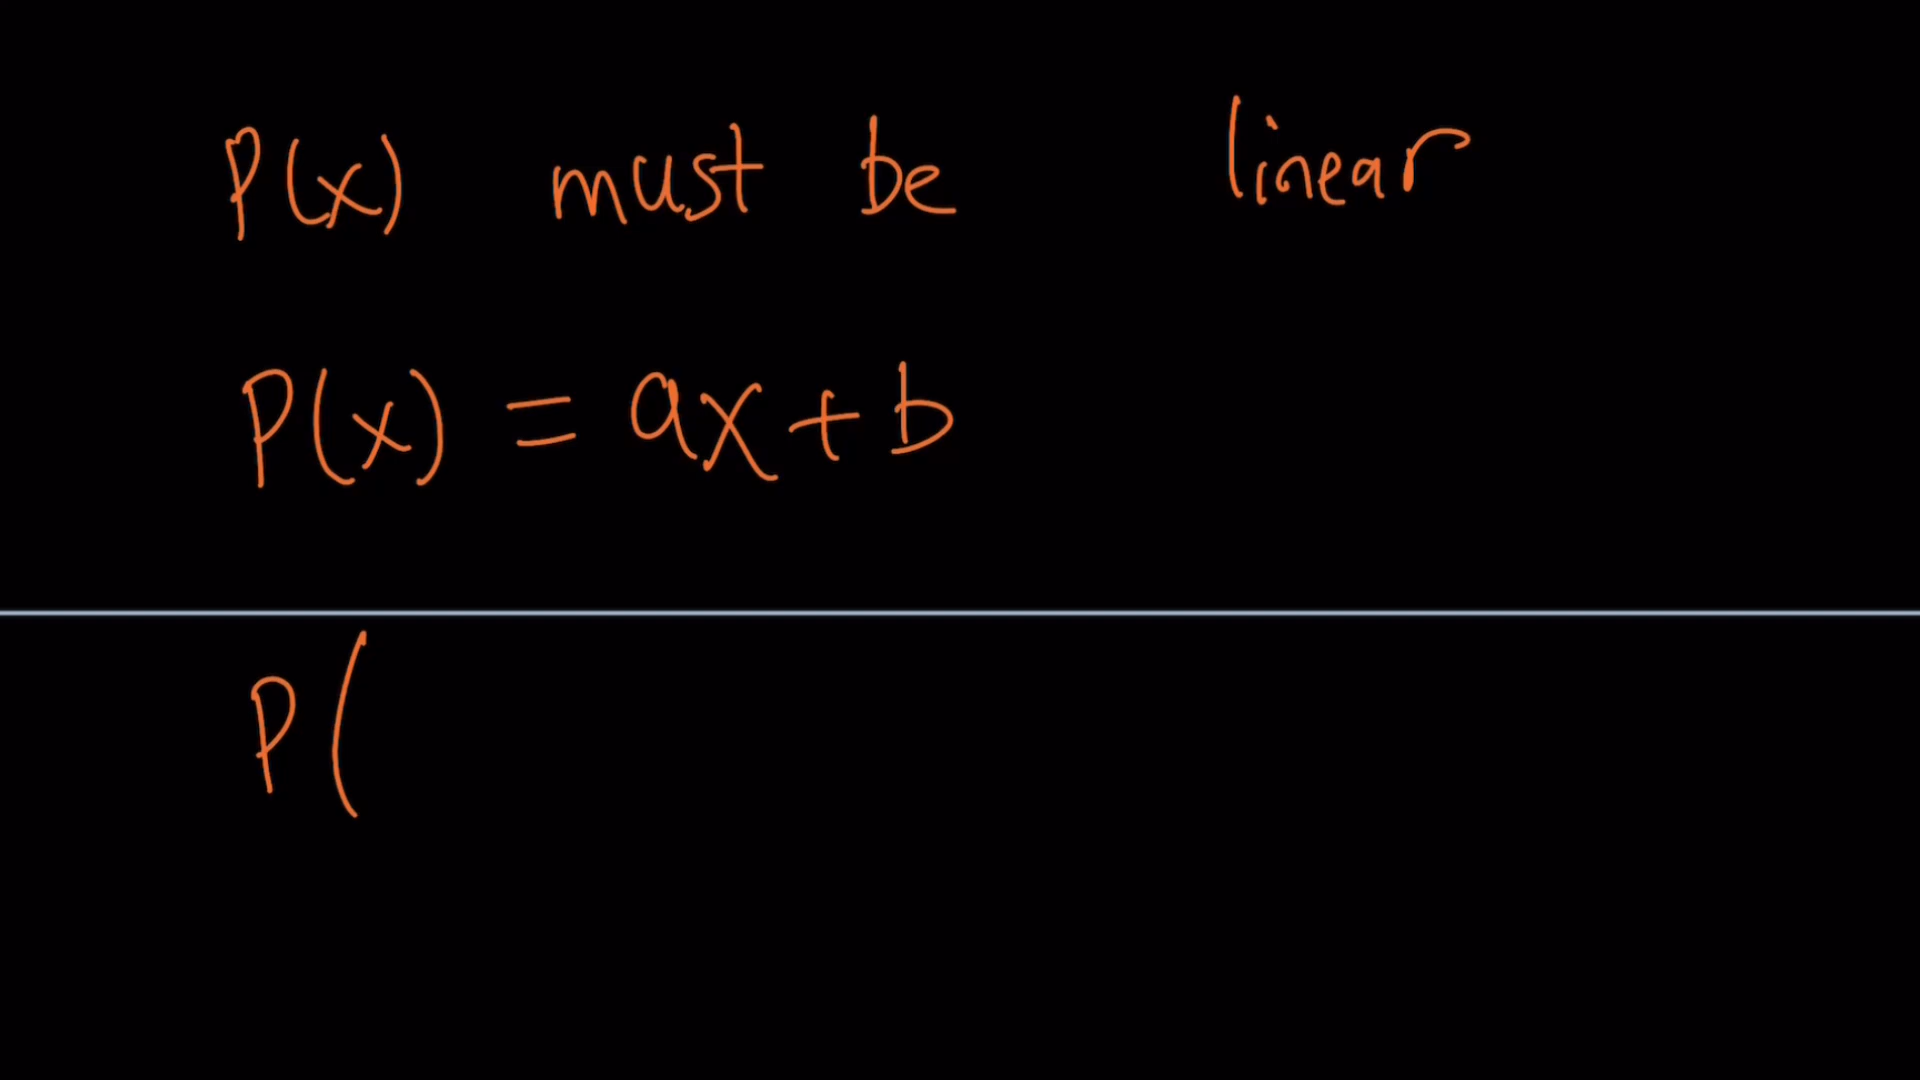 P(x) must be linear
P(x) = ax + b
P(